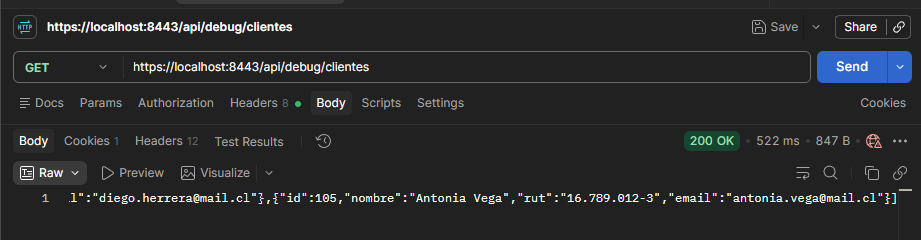 HTTP https://localhost:8443/api/debug/clientes Save Share
GET https://localhost:8443/api/debug/clientes Send
Docs Params Authorization Headers 8 Body Scripts Settings Cookies
Body Cookies 1 Headers 12 Test Results 200 OK • 522 ms • 847 B
Raw Preview Visualize
1 l":"diego.herrera@mail.cl"},{"id":105,"nombre":"Antonia Vega","rut":"16.789.012-3","email":"antonia.vega@mail.cl"}]